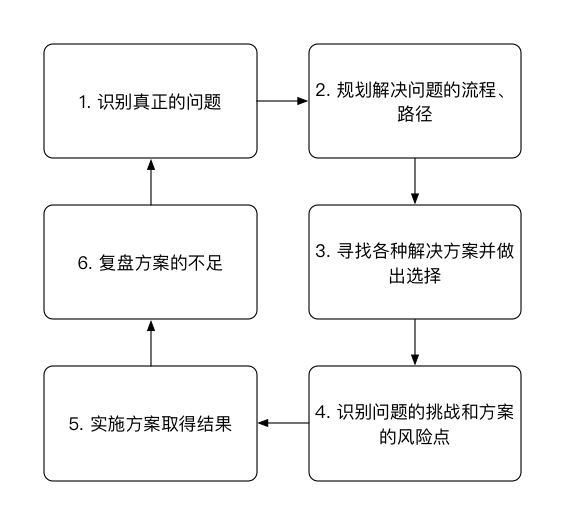 1. 识别真正的问题
2. 规划解决问题的流程、
路径
3. 寻找各种解决方案并做
出选择
4. 识别问题的挑战和方案
的风险点
5. 实施方案取得结果
6. 复盘方案的不足